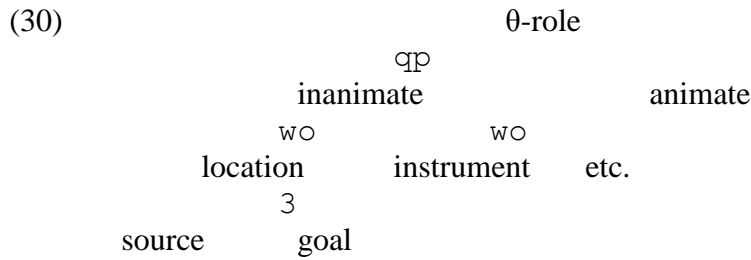 (30) θ-role
qp
inanimate animate
wo wo
location instrument etc.
3
source goal